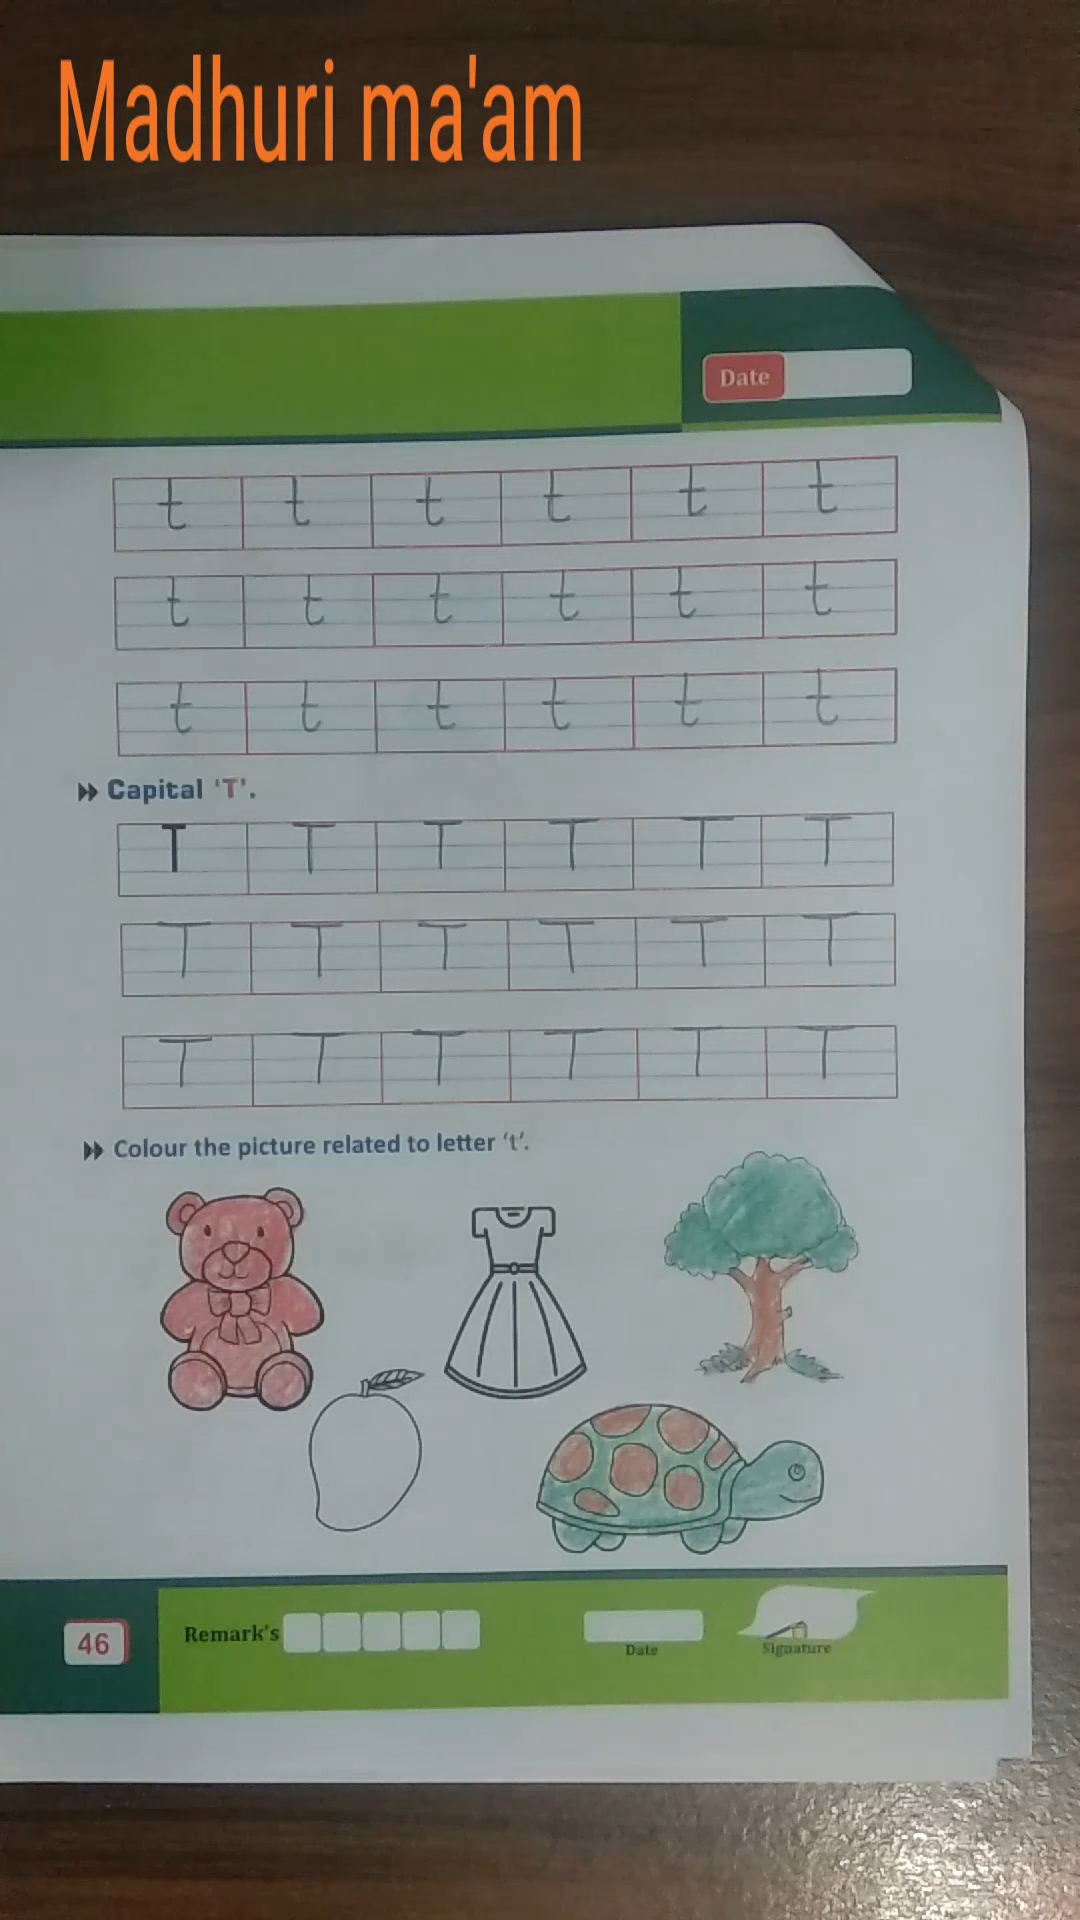 Madhuri ma'am
Date
t t t t t t
t t t t t t
t t t t t t
Capital 'T'.
T T T T T T
T T T T T T
T T T T T T
Colour the picture related to letter 't'.
46 Remark's Date Signature